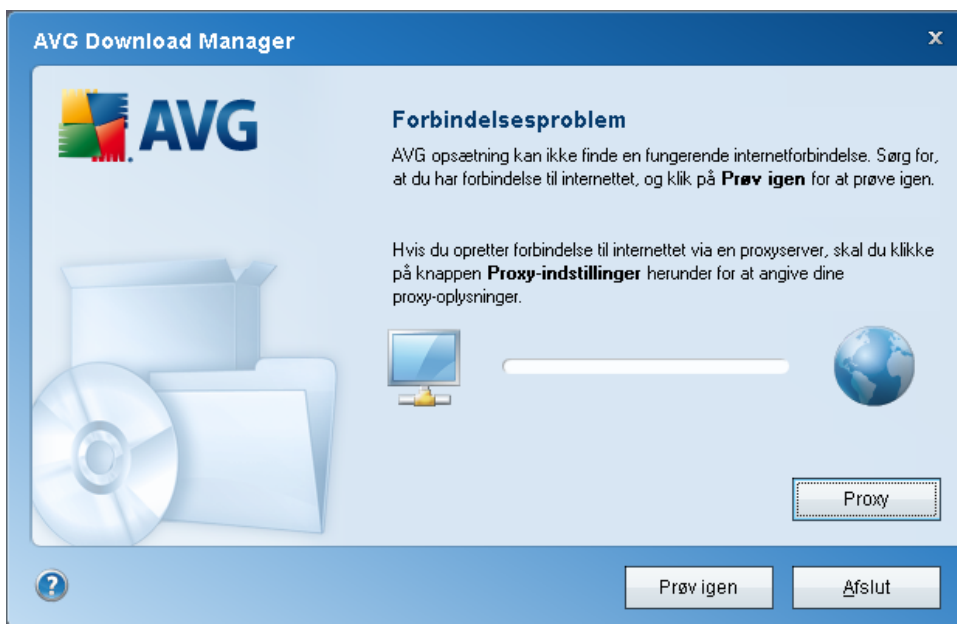 AVG Download Manager
x
AVG
Forbindelsesproblem
AVG opsætning kan ikke finde en fungerende internetforbindelse. Sørg for,
at du har forbindelse til internettet, og klik på Prøv igen for at prøve igen.
Hvis du opretter forbindelse til internettet via en proxyserver, skal du klikke
på knappen Proxy-indstillinger herunder for at angive dine
proxy-oplysninger.
Proxy
?
Prøv igen
Afslut